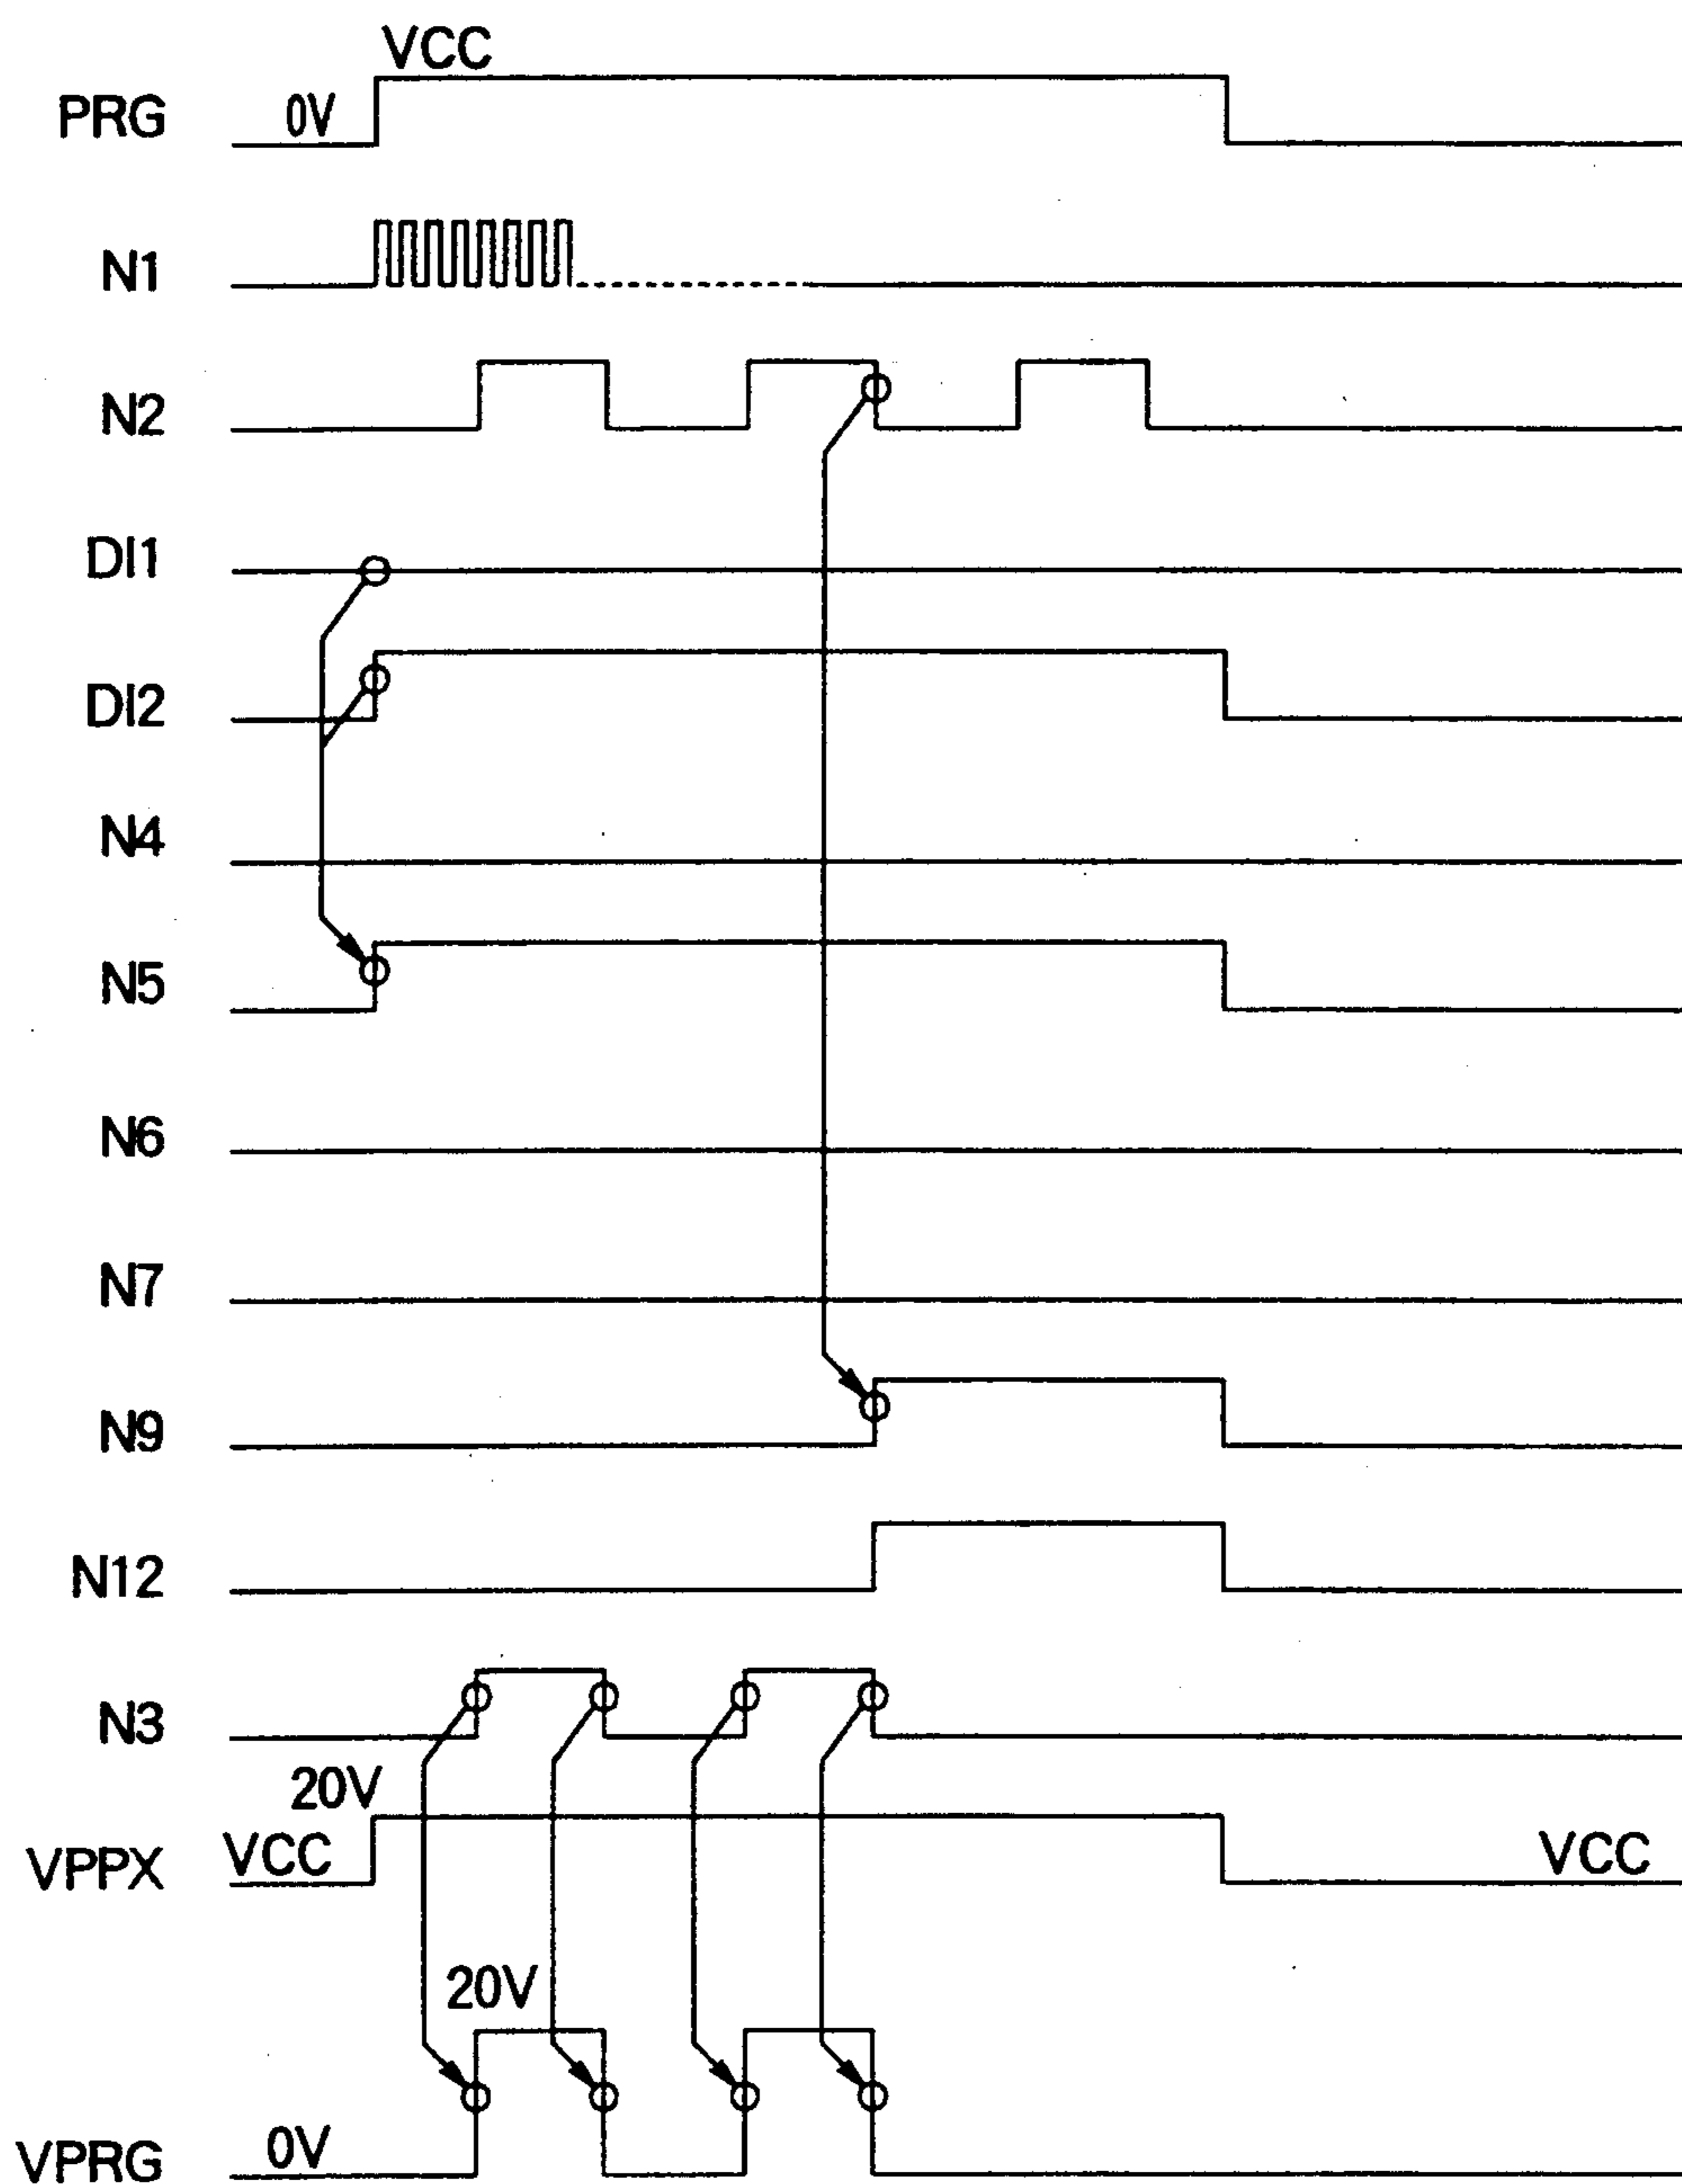 VCC
PRG 0V
N1
N2
DI1
DI2
N4
N5
N6
N7
N9
N12
N3
20V
VPPX VCC VCC
20V
VPRG 0V